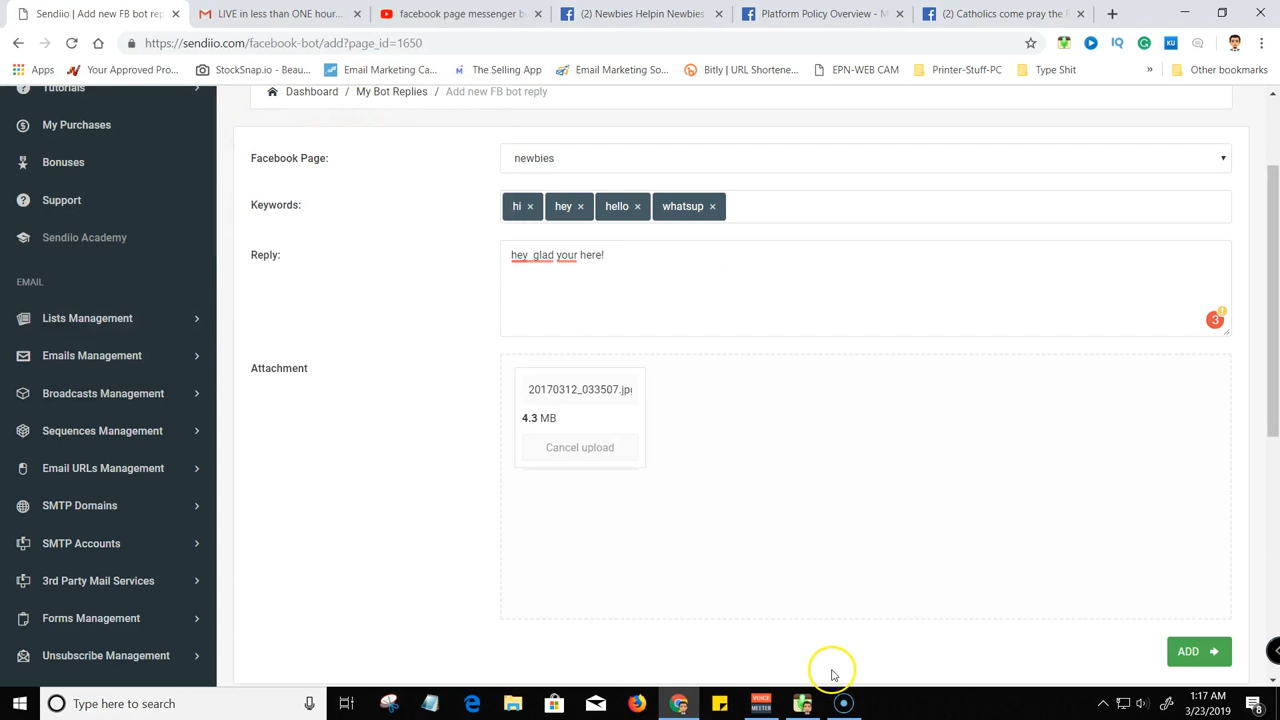 Sendiio | Add new FB bot rep
LIVE in less than ONE hour...
facebook page messenger b
(2) Newbies Helpin Newbies
Platform Policy Overview - M
(2) Catholics come pray the
https://sendiio.com/facebook-bot/add?page_id=1650
Apps
Your Approved Pro...
StockSnap.io - Beau...
Email Marketing Ca...
The Selling App
Email Marketing So...
Bitly | URL Shortene...
EPN-WEB CAM
Printer-Stuff-PC
Type Shit
»
Other bookmarks
Tutorials
My Purchases
Bonuses
Support
Sendiio Academy
EMAIL
Lists Management
Emails Management
Broadcasts Management
Sequences Management
Email URLs Management
SMTP Domains
SMTP Accounts
3rd Party Mail Services
Forms Management
Unsubscribe Management
Dashboard / My Bot Replies / Add new FB bot reply
Facebook Page:
newbies
Keywords:
hi × hey × hello × whatsup ×
Reply:
hey glad your here!
3
Attachment
20170312_033507.jpg
4.3 MB
Cancel upload
ADD
Type here to search
VOICE MEETER
1:17 AM
3/23/2019
8